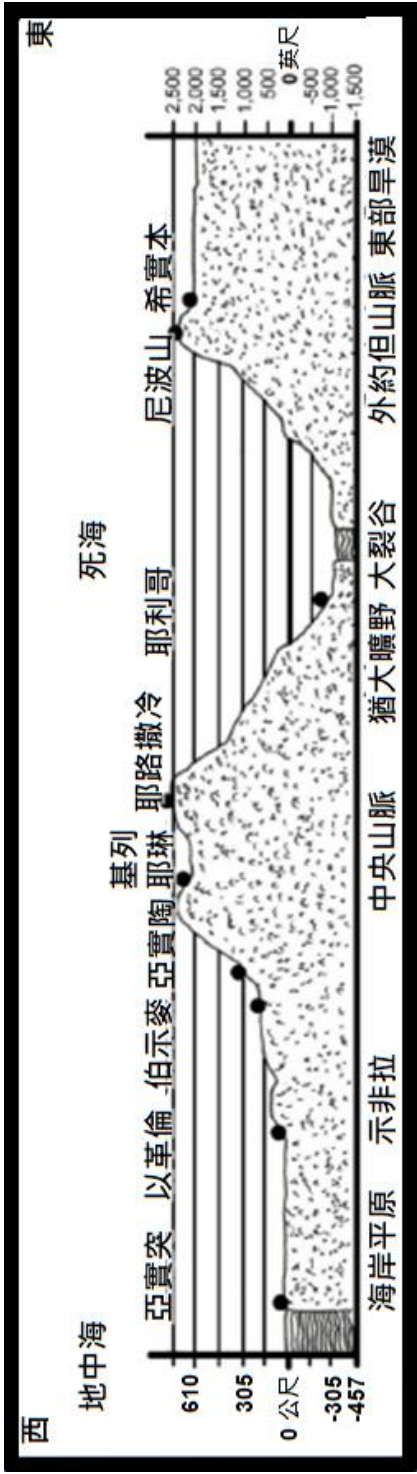 西
東
地中海
死海
基列
亞實突 以革倫 伯示麥 亞實陶 耶琳 耶路撒冷 耶利哥 尼波山 希實本
610
305
0 公尺
-305
-457
2,500
2,000
1,500
1,000
500
0 英尺
-500
-1,000
-1,500
海岸平原 示非拉 中央山脈 猶大曠野 大裂谷 外約但山脈 東部旱漠